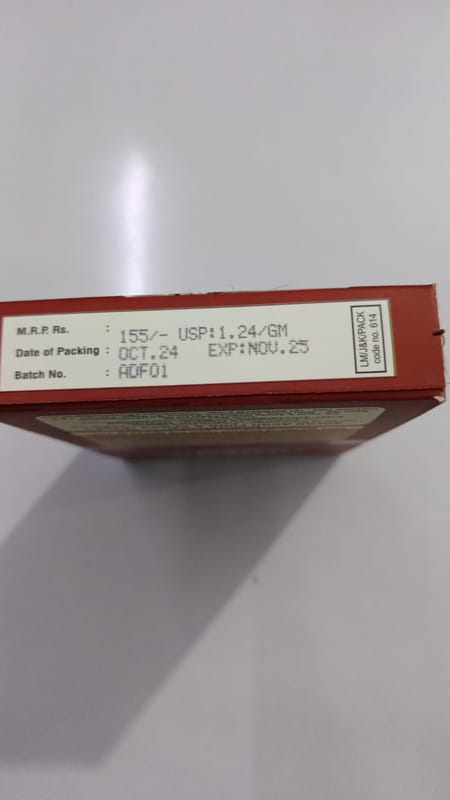 M.R.P. Rs. : 155/- USP:1.24/GM
Date of Packing : OCT.24 EXP:NOV.25
Batch No. : ADF01
LM/J&K/PACK
code no. 614